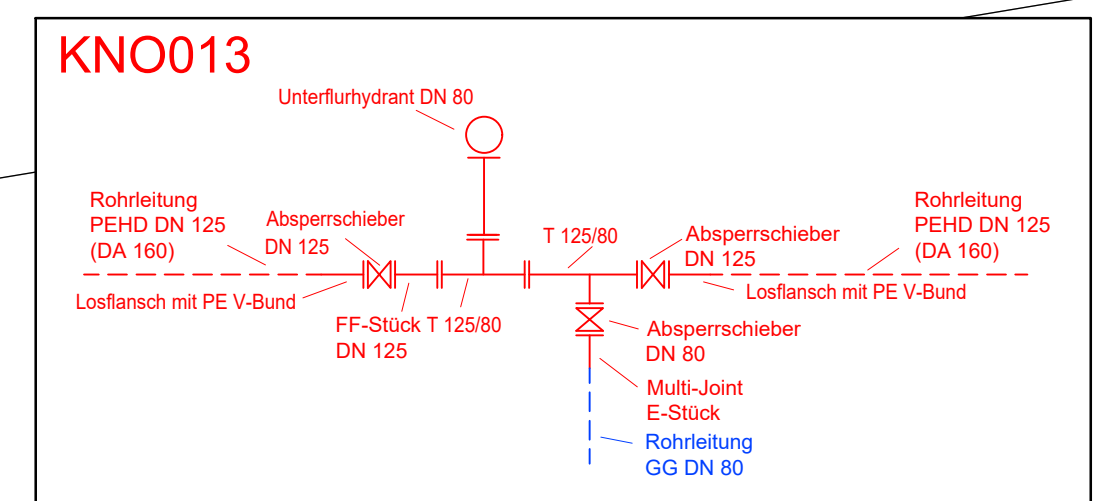 KNO013
Unterflurhydrant DN 80
Rohrleitung
PEHD DN 125
(DA 160)
Absperrschieber
DN 125
T 125/80
Absperrschieber
DN 125
Rohrleitung
PEHD DN 125
(DA 160)
Losflansch mit PE V-Bund
Losflansch mit PE V-Bund
FF-Stück
DN 125
T 125/80
Absperrschieber
DN 80
Multi-Joint
E-Stück
Rohrleitung
GG DN 80